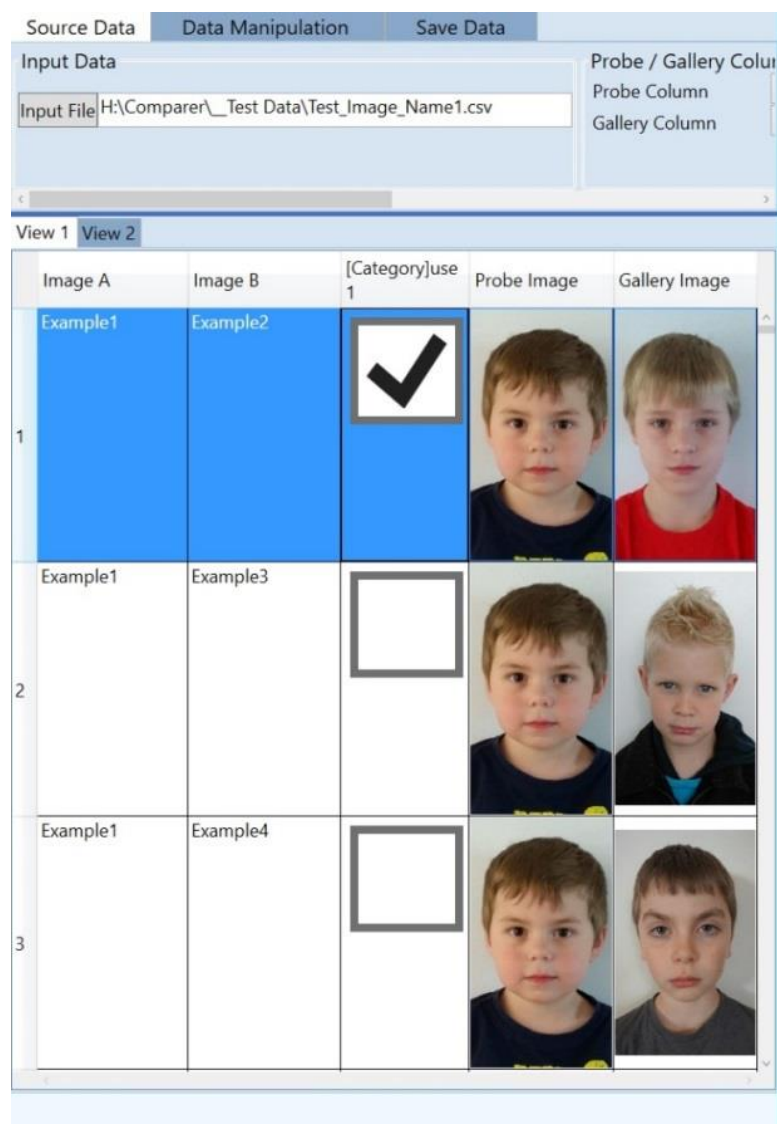 Source Data Data Manipulation Save Data
Input Data
Probe / Gallery Colu
Probe Column
Input File H:\Comparer\__Test Data\Test_Image_Name1.csv
Gallery Column
View 1 View 2
Image A Image B [Category]use 1 Probe Image Gallery Image
1 Example1 Example2
2 Example1 Example3
3 Example1 Example4